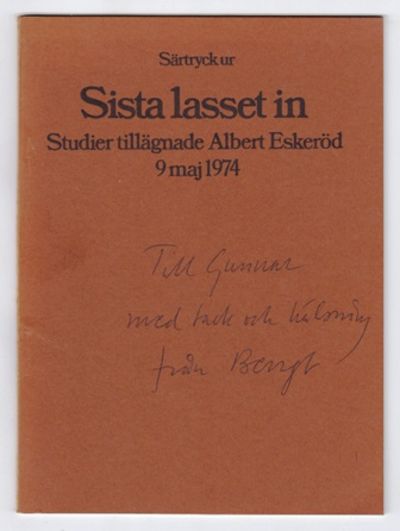 Särtryck ur
Sista lasset in
Studier tillägnade Albert Eskeröd
9 maj 1974
Till Gunnar
med tack och hälsning
från Bengt